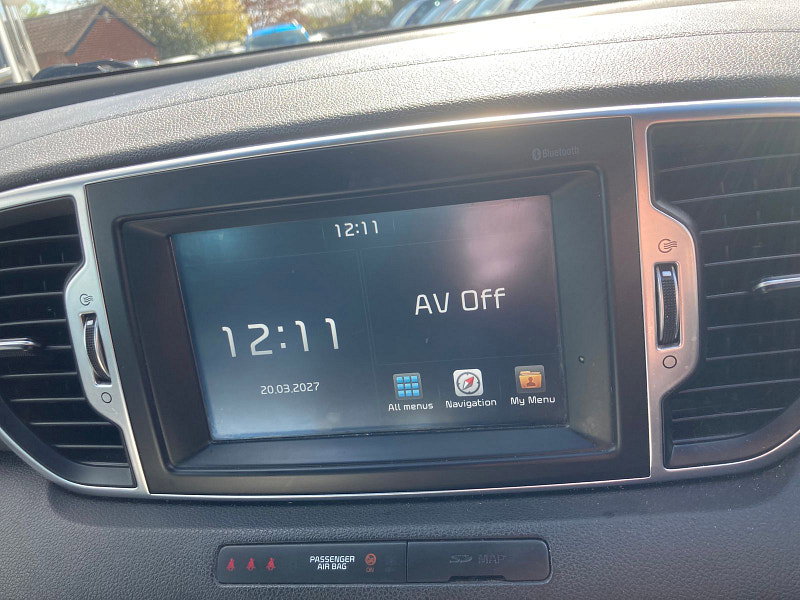 Bluetooth
12:11
12:11
AV Off
20.03.2027
All menus
Navigation
My Menu
PASSENGER
AIR BAG
ON
SD MAP